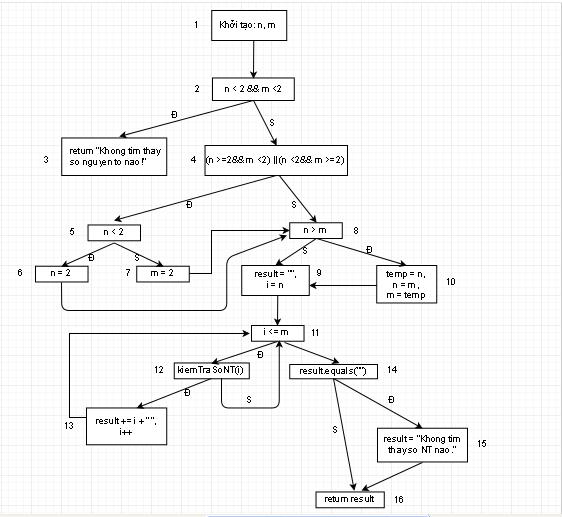 1
Khởi tạo: n, m
2
n < 2 && m <2
Đ
S
3
return "Khong tim thay
so nguyen to nao!"
4
(n >=2&& m <2) ||(n <2&& m >=2)
Đ
S
5
n < 2
n > m
8
Đ
S
S
Đ
6
n = 2
7
m = 2
result = "",
i = n
9
temp = n,
n = m,
m = temp
10
i <= m
11
Đ
12
kiemTraSoNT(i)
result.equals("")
14
Đ
S
Đ
13
result += i + "",
i++
S
result = "Khong tim
thay so NT nao."
15
return result
16